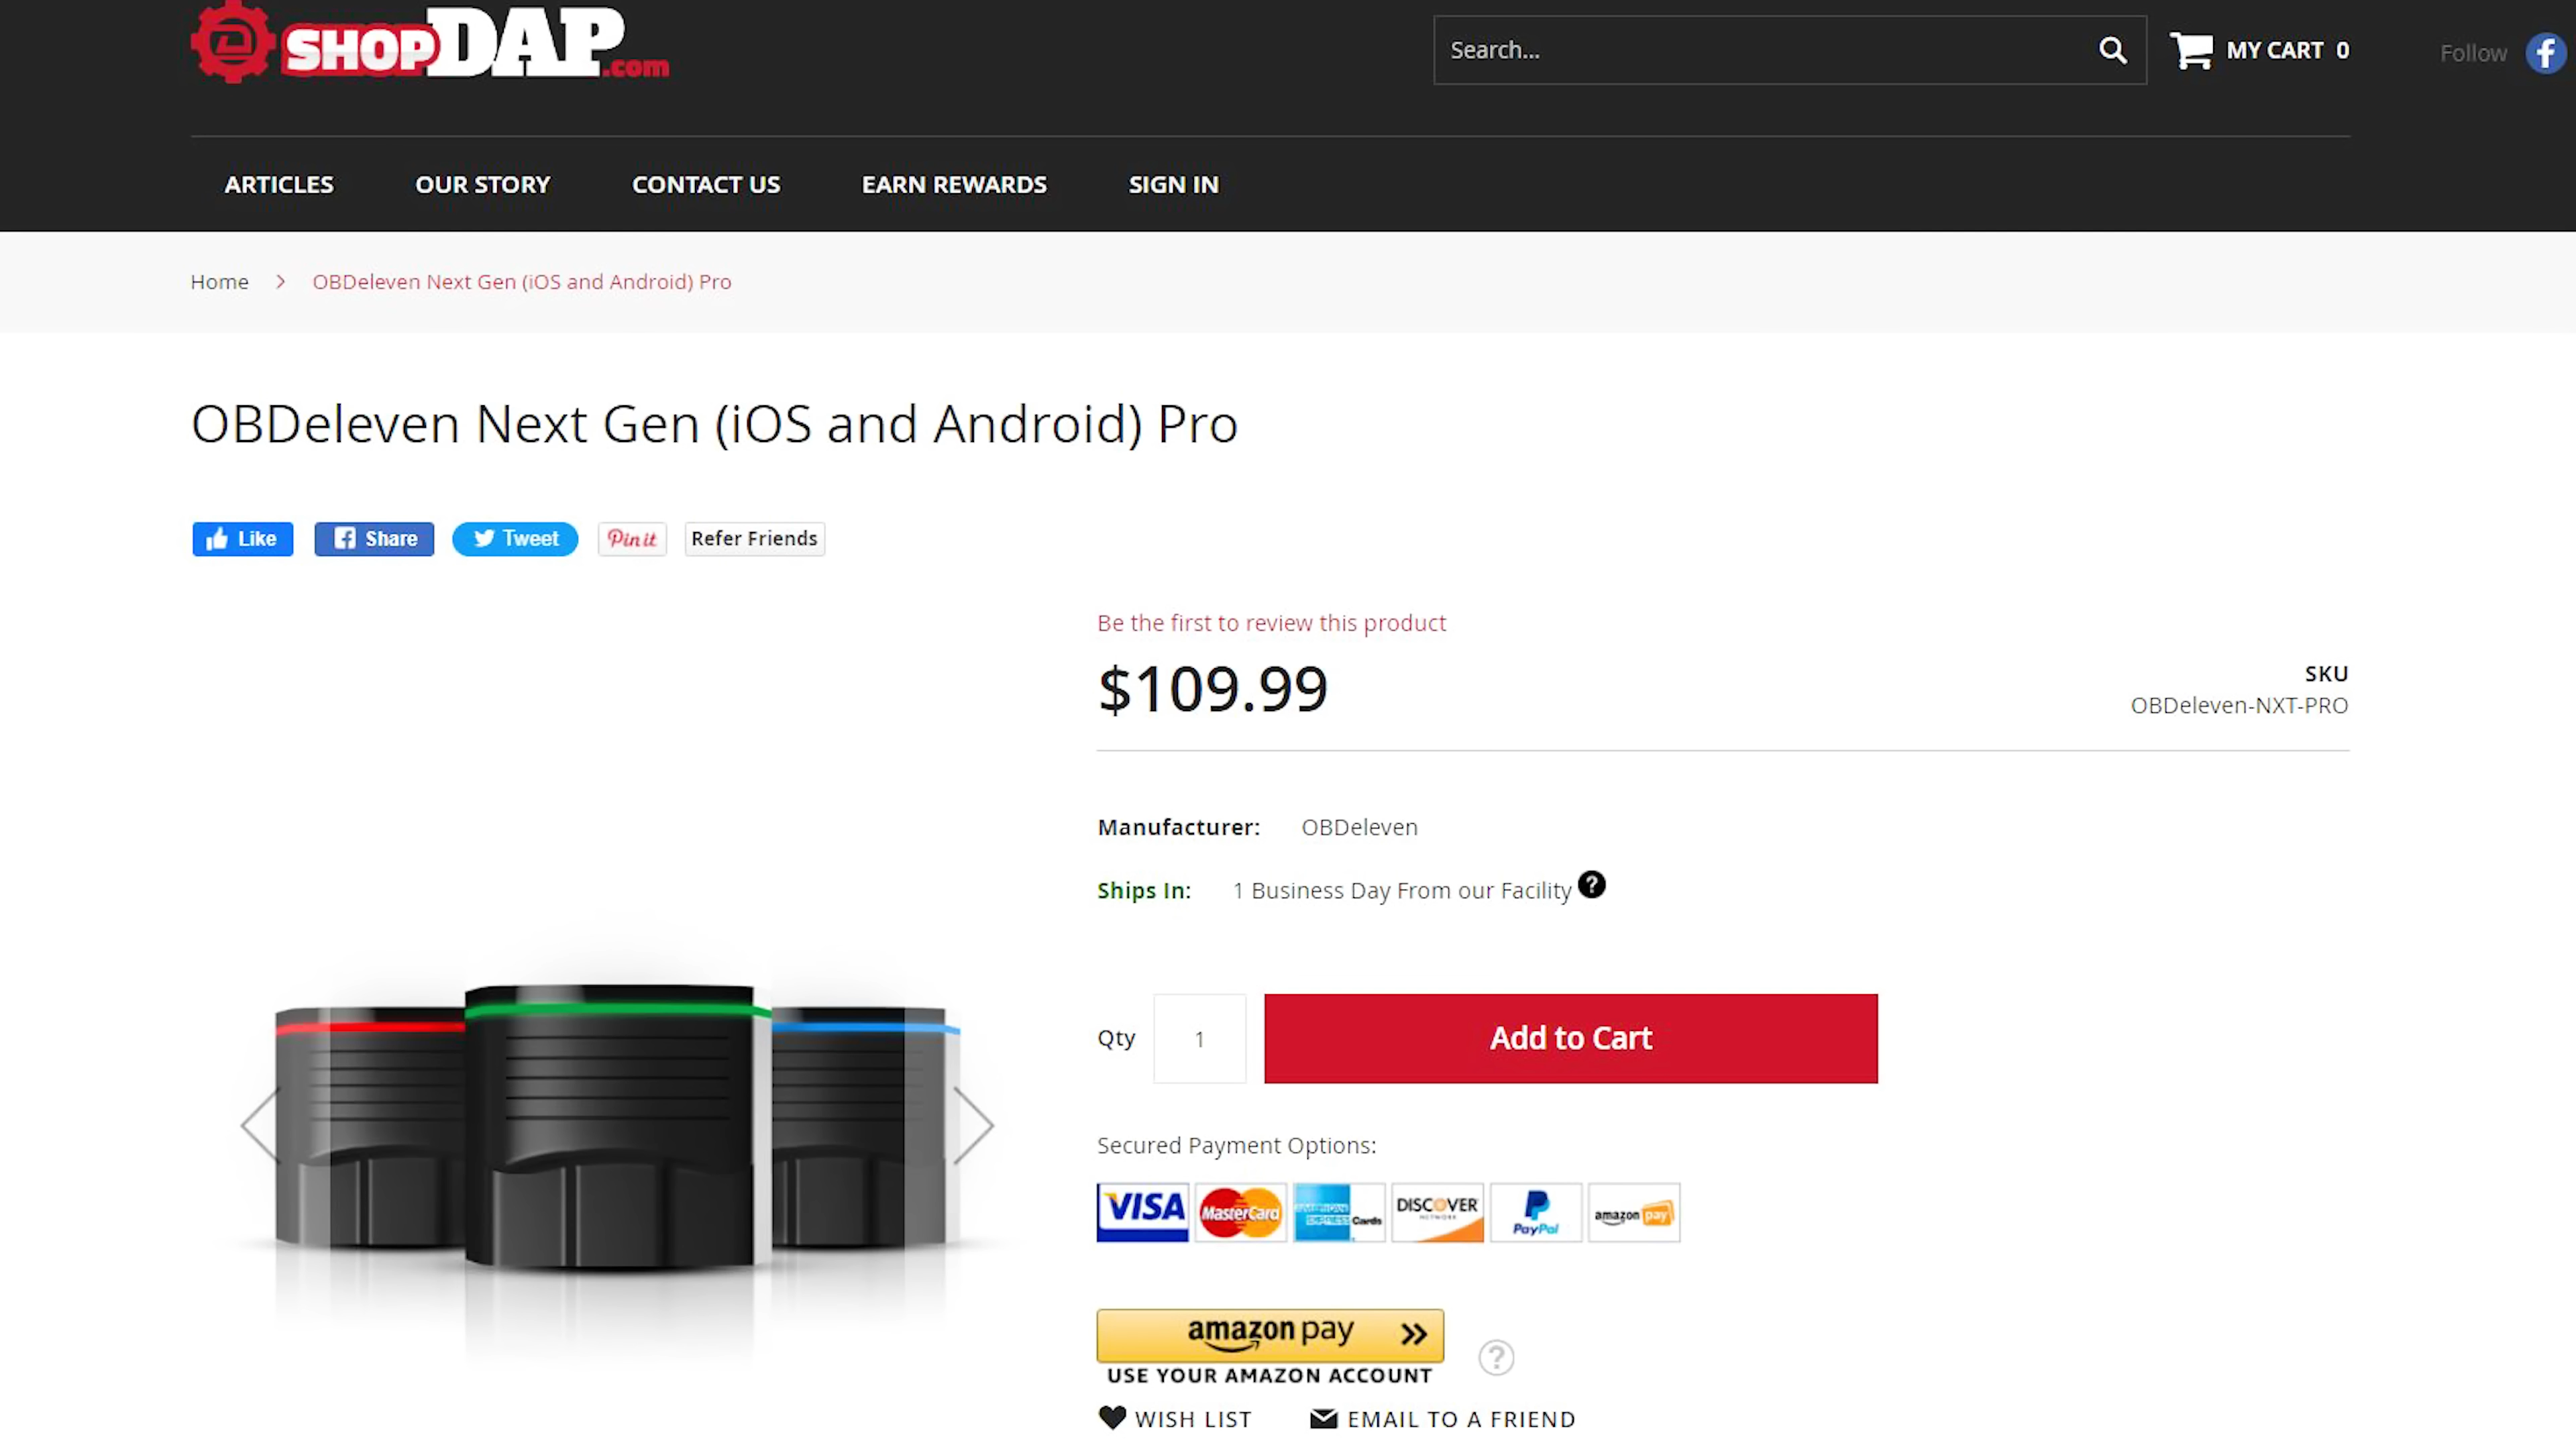 SHOPDAP.com
Search...
MY CART 0
Follow
ARTICLES OUR STORY CONTACT US EARN REWARDS SIGN IN
Home > OBDeleven Next Gen (iOS and Android) Pro
OBDeleven Next Gen (iOS and Android) Pro
Like Share Tweet Pin it Refer Friends
Be the first to review this product
$109.99
SKU
OBDeleven-NXT-PRO
Manufacturer: OBDeleven
Ships In: 1 Business Day From our Facility ?
Qty 1 Add to Cart
Secured Payment Options:
VISA MasterCard AMERICAN EXPRESS Cards DISCOVER NETWORK PayPal amazon pay
amazon pay
?
USE YOUR AMAZON ACCOUNT
WISH LIST EMAIL TO A FRIEND